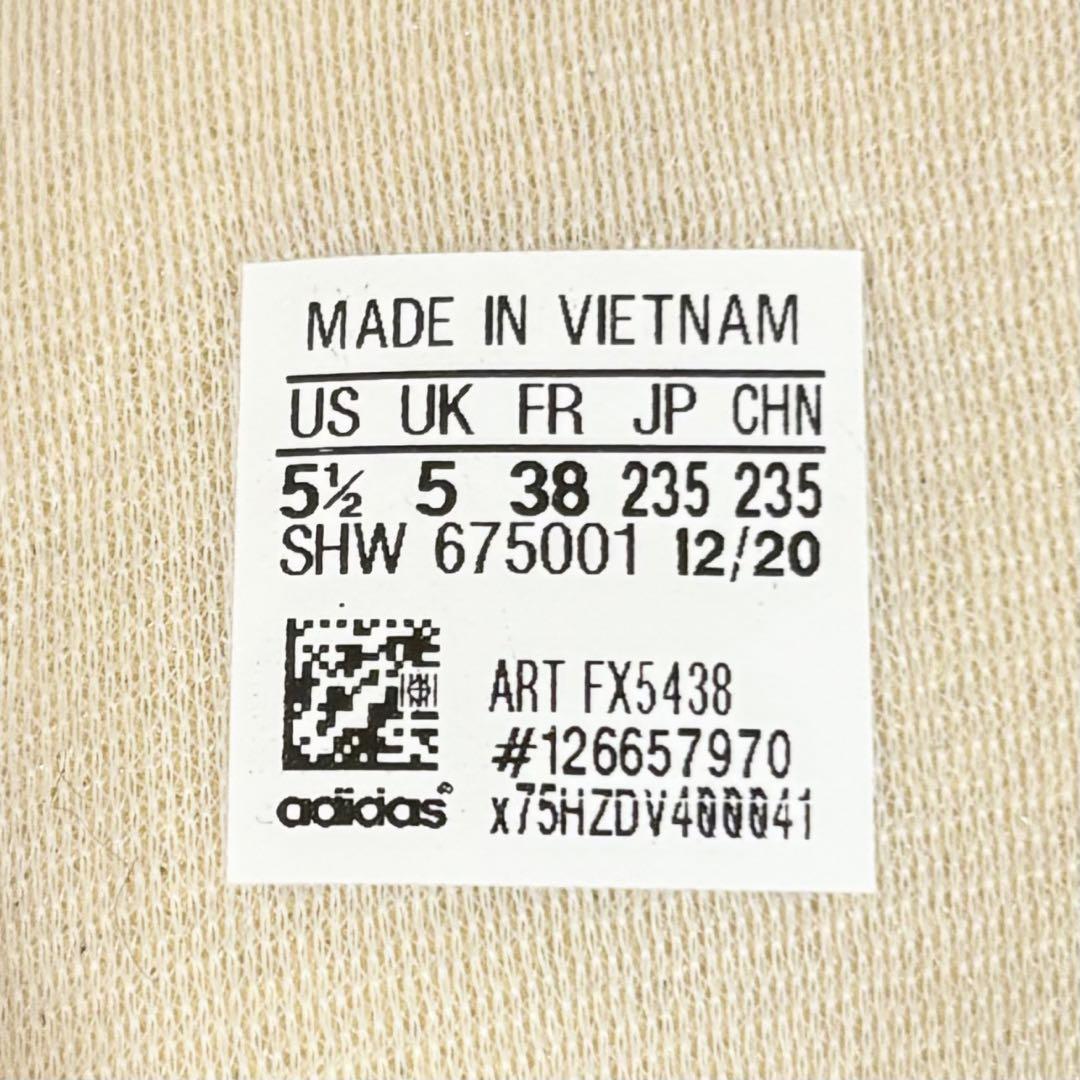 MADE IN VIETNAM
US UK FR JP CHN
5½ 5 38 235 235
SHW 675001 12/20
ART FX5438
#126657970
adidas® x75HZDV400041